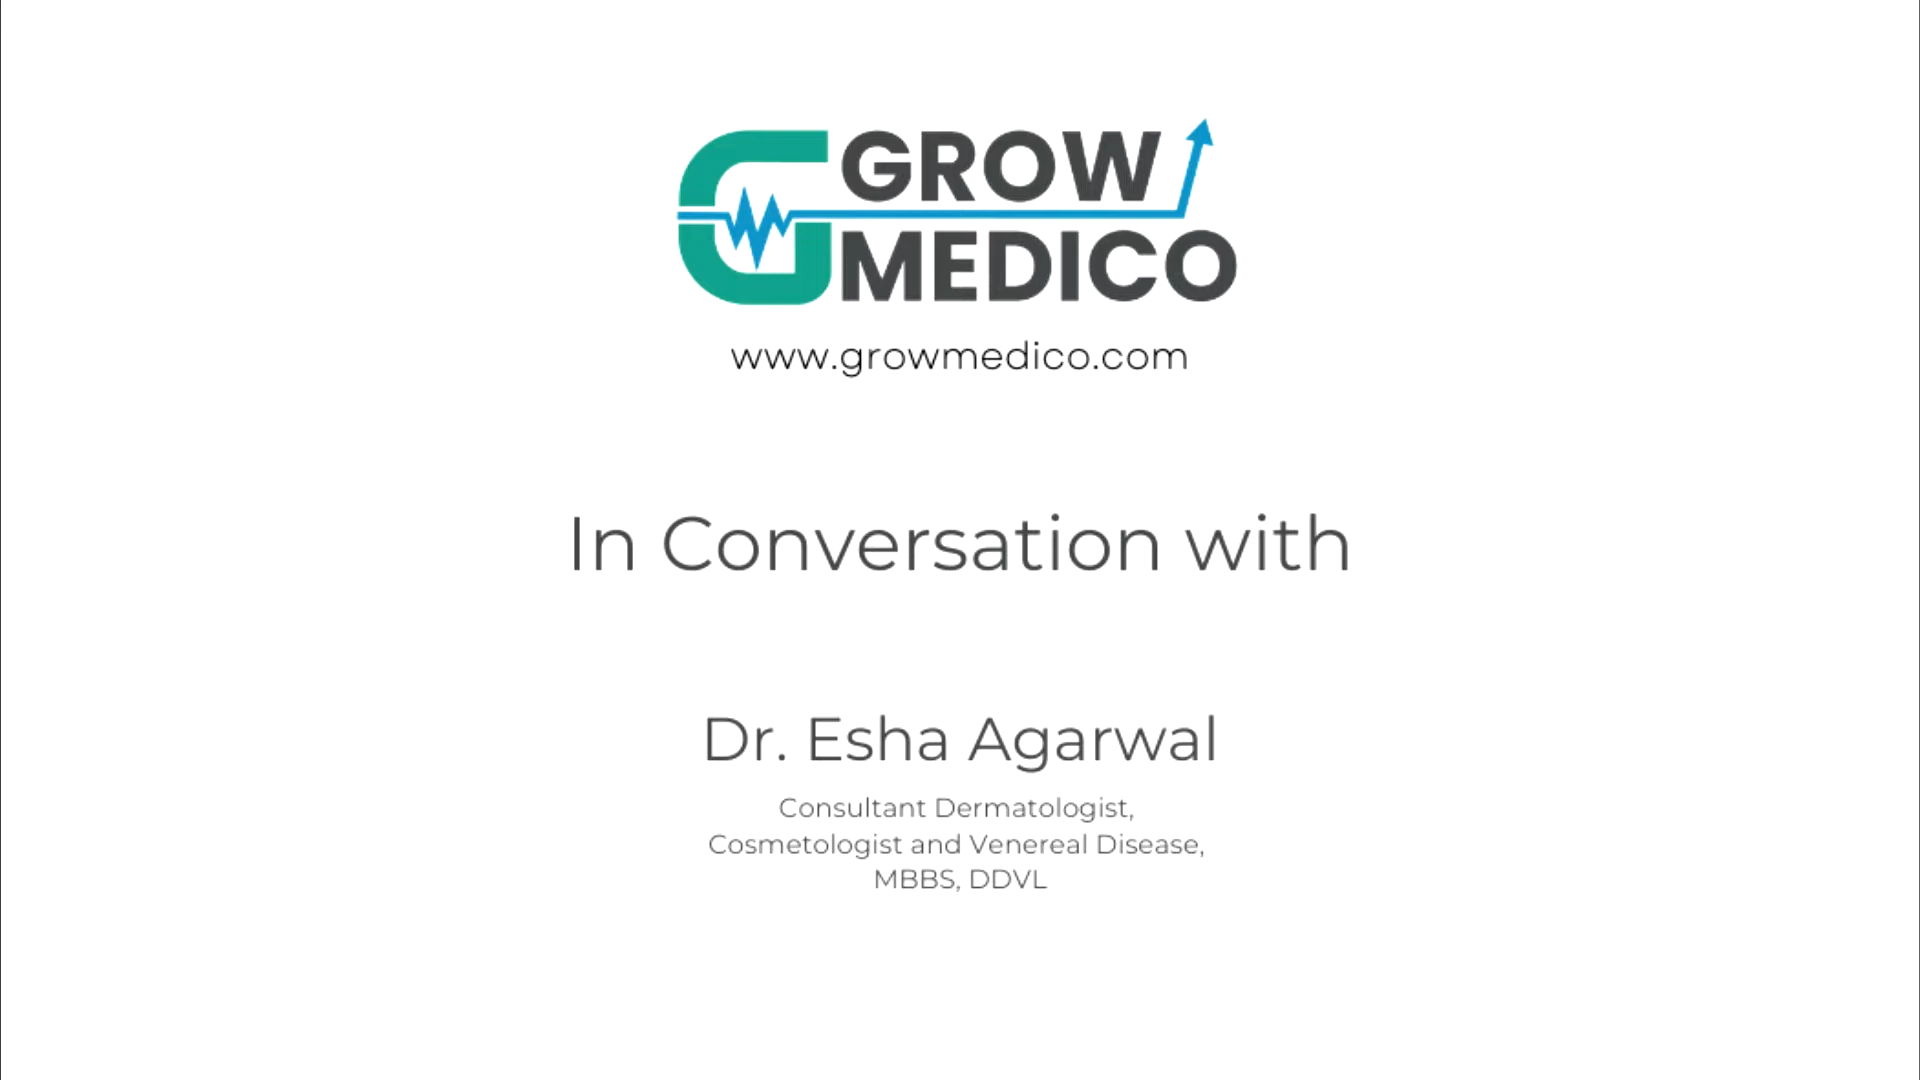 GROW
MEDICO
www.growmedico.com
In Conversation with
Dr. Esha Agarwal
Consultant Dermatologist,
Cosmetologist and Venereal Disease,
MBBS, DDVL